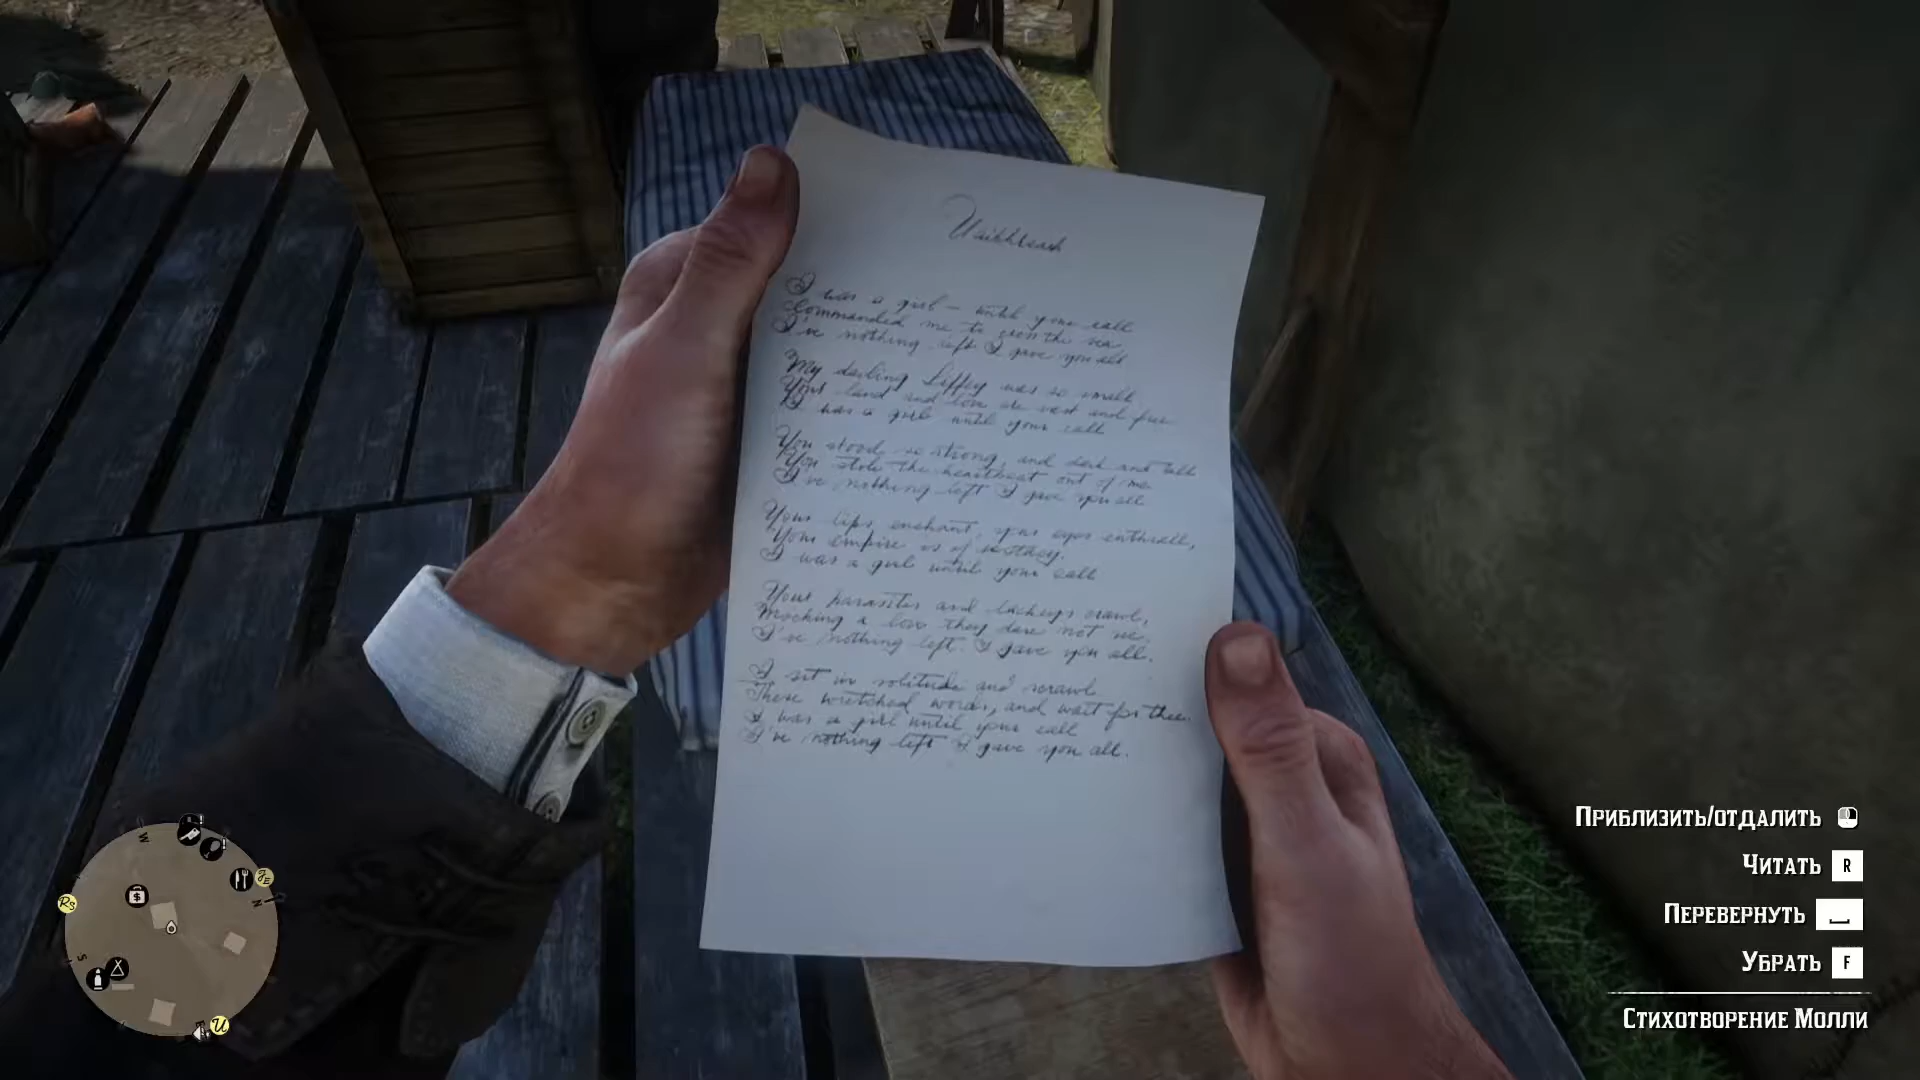 Uaibhreach
I was a girl — until your call
Commanded me to cross the sea
I've nothing left I gave you all
My darling Liffey was so small
Your land and love are vast and free
I was a girl until your call
You stood so strong, and dark and tall
You stole the heartbeat out of me
I've nothing left I gave you all
Your lips enchant, your eyes enthrall,
Your empire is of
I was a girl until your call
Your parasites and lackeys crawl,
Mocking a love they dare not see.
I've nothing left. I gave you all.
I sit in solitude and scrawl
These wretched words, and wait for thee.
I was a girl until your call
I've nothing left I gave you all.
Приблизить/отдалить
Читать R
Перевернуть
Убрать F
Стихотворение Молли
W
N
S
E
RS
JE
U
$